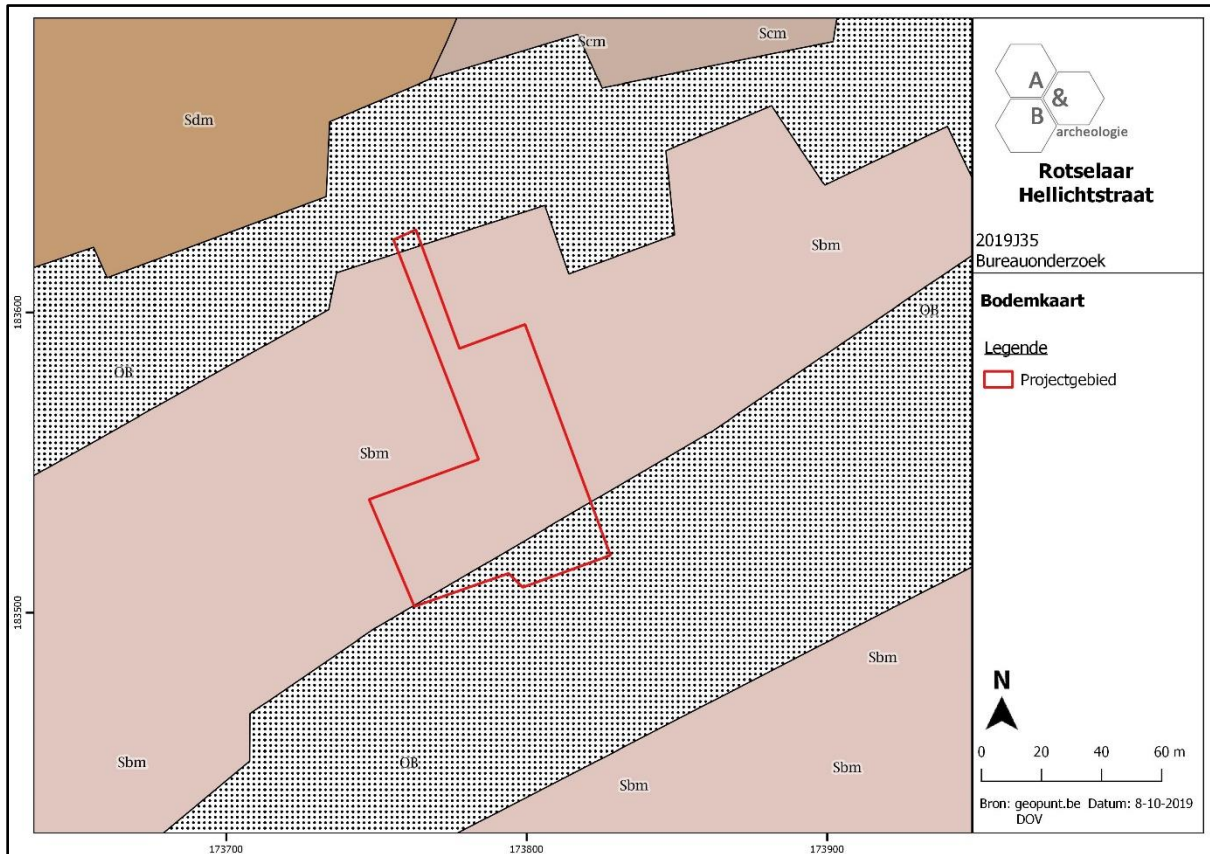 Scm
Scm
Sdm
Sbm
OB
OB
Sbm
Sbm
Sbm
OB
Sbm
Sbm
183600
183500
173700
173800
173900
A
&
B
archeologie
Rotselaar
Hellichtstraat
2019J35
Bureauonderzoek
Bodemkaart
Legende
Projectgebied
N
0 20 40 60 m
Bron: geopunt.be Datum: 8-10-2019
DOV